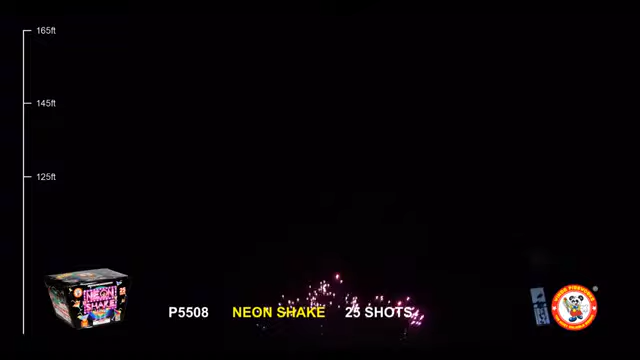 165ft
145ft
125ft
NEON
SHAKE
P5508 NEON SHAKE 25 SHOTS